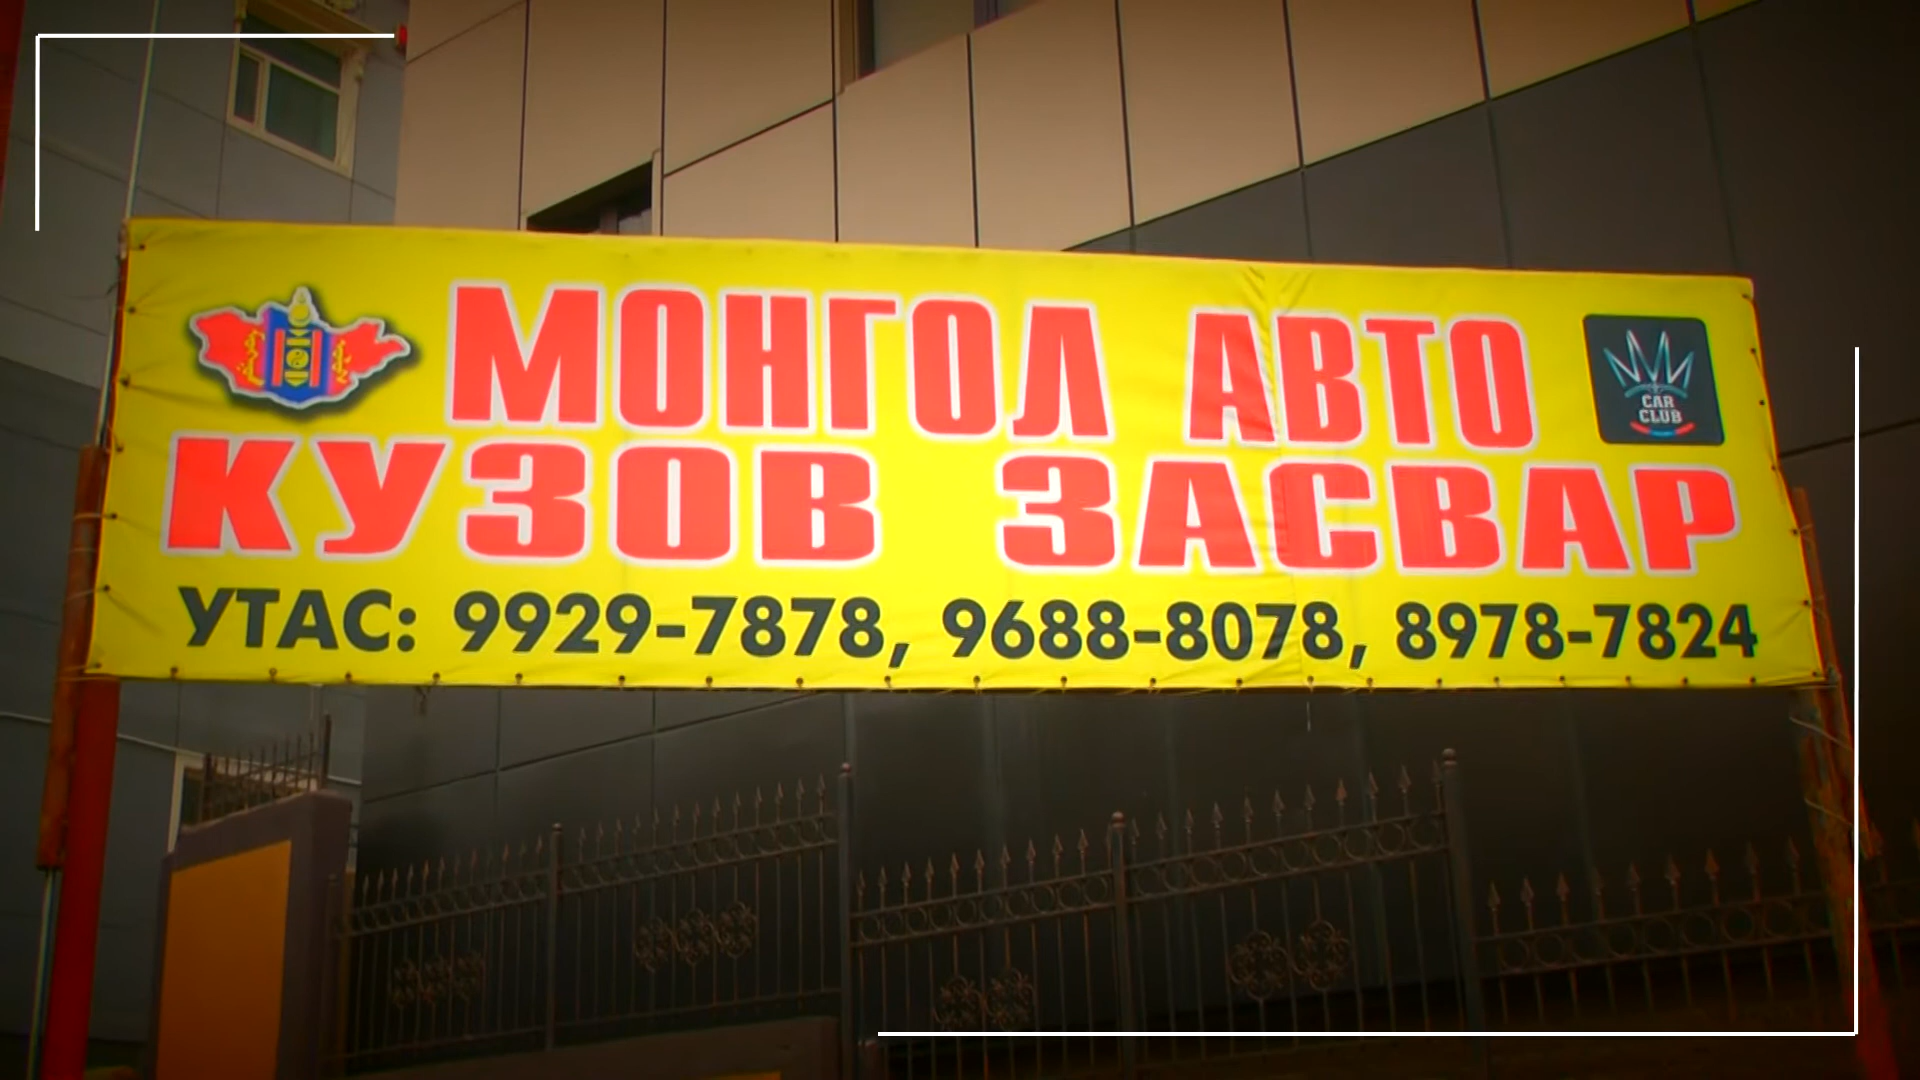 МОНГОЛ АВТО
CAR
CLUB
КУЗОВ ЗАСВАР
УТАС: 9929-7878, 9688-8078, 8978-7824